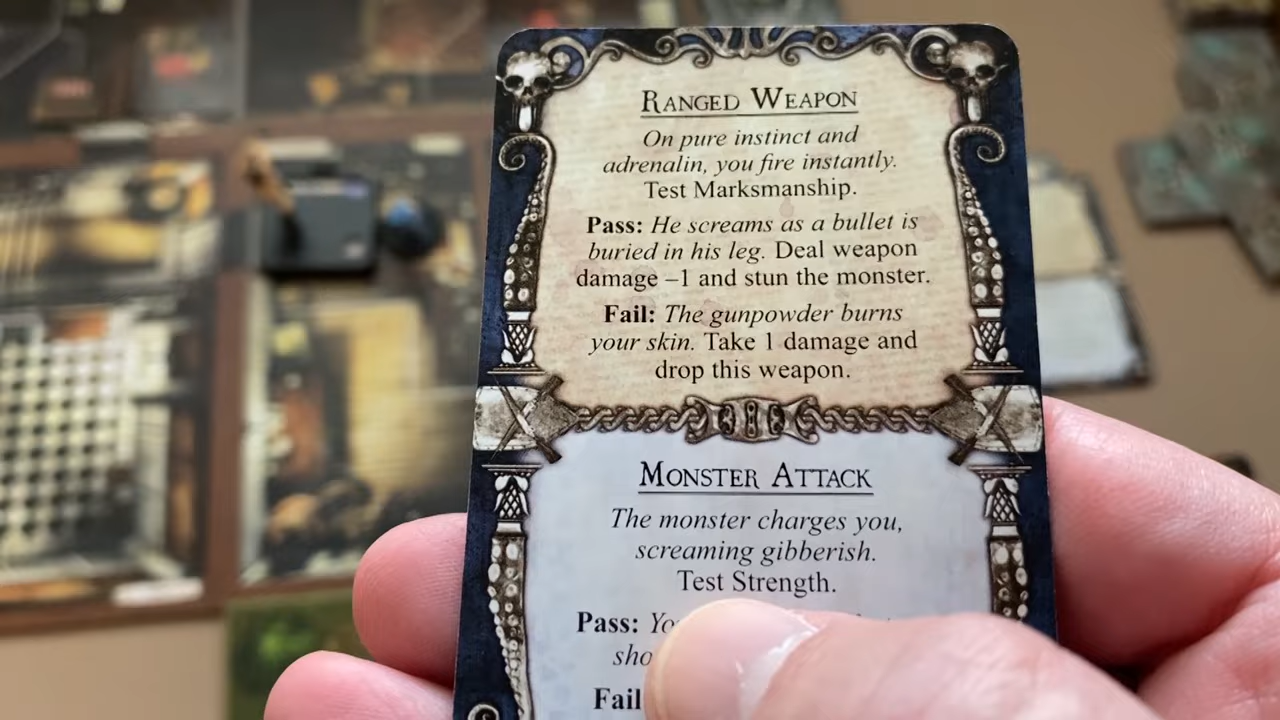 RANGED WEAPON
On pure instinct and
adrenalin, you fire instantly.
Test Marksmanship.
Pass: He screams as a bullet is
buried in his leg. Deal weapon
damage –1 and stun the monster.
Fail: The gunpowder burns
your skin. Take 1 damage and
drop this weapon.
MONSTER ATTACK
The monster charges you,
screaming gibberish.
Test Strength.
Pass:
Fail